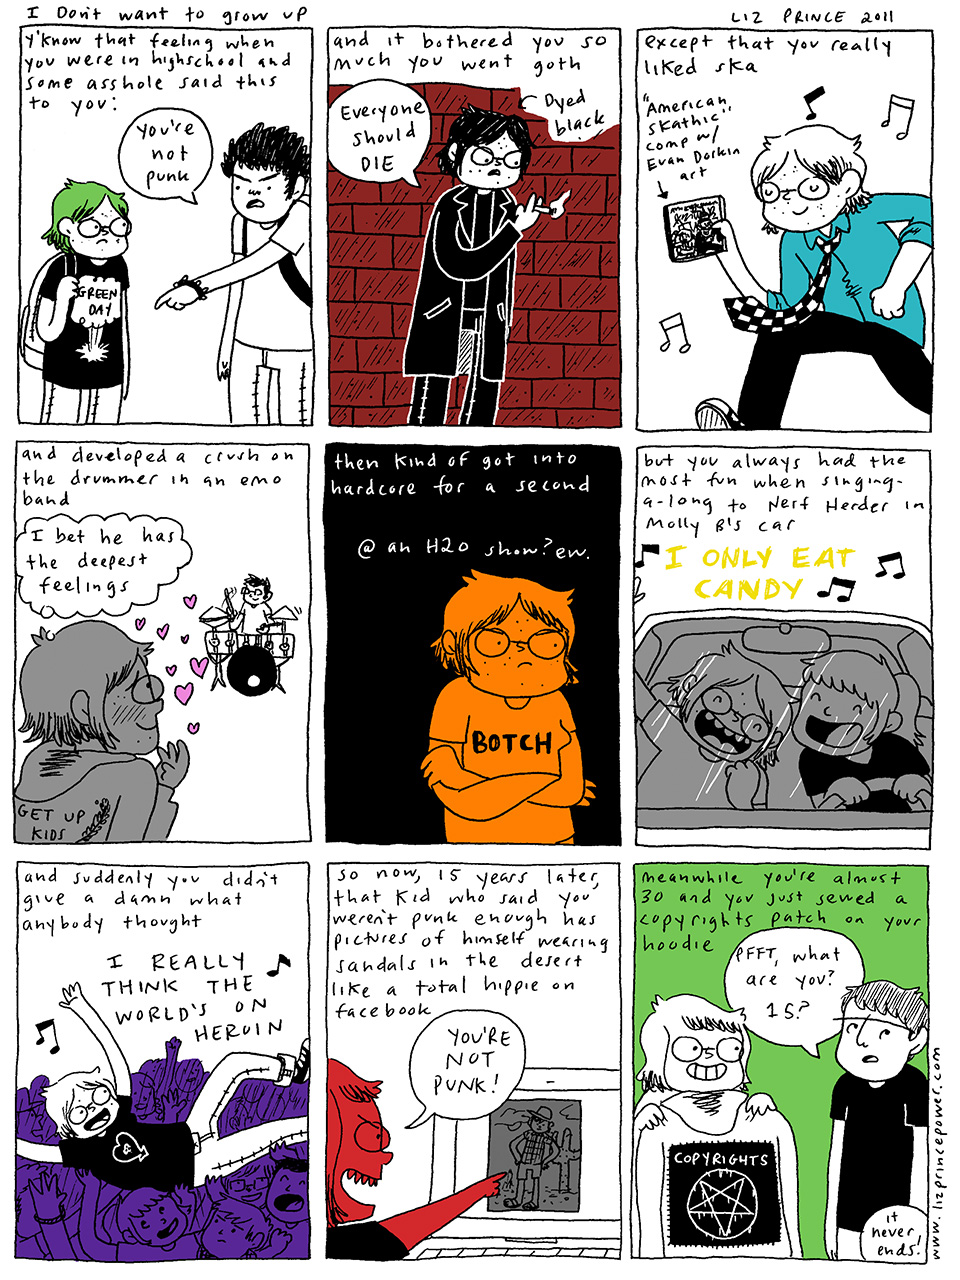 I Don't want to grow up
LIZ PRINCE 2011
Y'know that feeling when
you were in highschool and
some asshole said this
to you:
You're
not
punk
GREEN
DAY
and it bothered you so
much you went goth
Everyone
should
DIE
Dyed
black
except that you really
liked ska
"American
skathic"
comp w/
Evan Dorkin
art
and developed a crush on
the drummer in an emo
band
I bet he has
the deepest
feelings
GET UP
KIDS
then kind of got into
hardcore for a second
@ an H2O show? ew.
BOTCH
but you always had the
most fun when singing-
a-long to Nerf Herder in
Molly B's car
I ONLY EAT
CANDY
and suddenly you didn't
give a damn what
anybody thought
I REALLY
THINK THE
WORLD'S ON
HEROIN
&
so now, 15 years later,
that kid who said you
weren't punk enough has
pictures of himself wearing
sandals in the desert
like a total hippie on
facebook
YOU'RE
NOT
PUNK!
meanwhile you're almost
30 and you just sewed a
copyrights patch on your
hoodie
PFFT, what
are you?
15?
COPYRIGHTS
it
never
ends!
www.lizprincepower.com